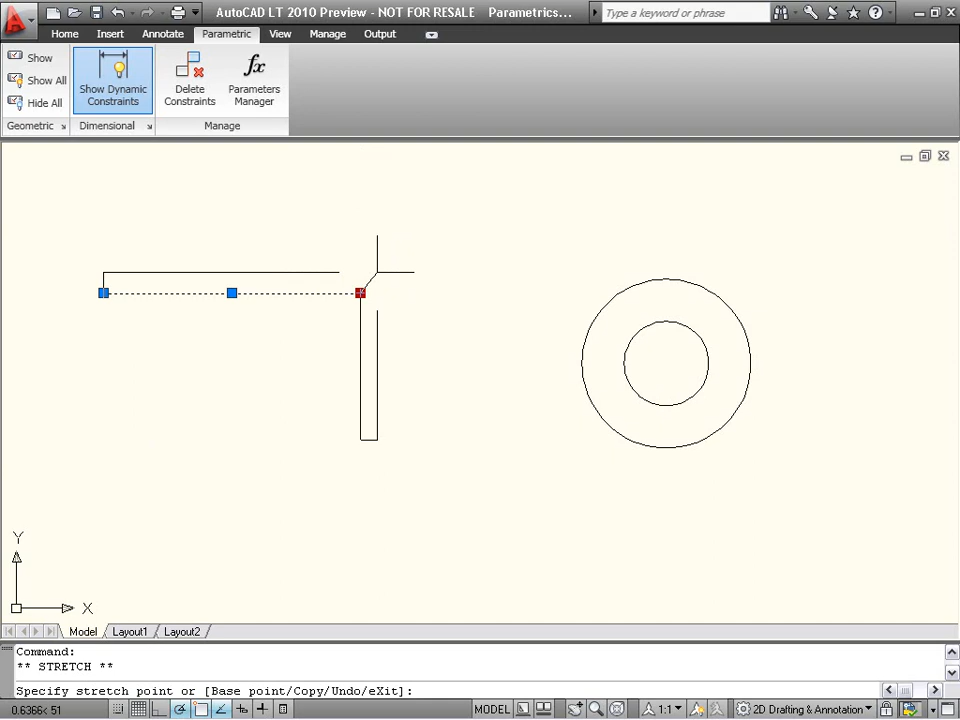 AutoCAD LT 2010 Preview - NOT FOR RESALE Parametrics... Type a keyword or phrase
Home Insert Annotate Parametric View Manage Output
Show
Show All
Hide All
Show Dynamic
Constraints
Delete
Constraints
fx
Parameters
Manager
Geometric Dimensional Manage
Y
X
Model Layout1 Layout2
Command:
** STRETCH **
Specify stretch point or [Base point/Copy/Undo/eXit]:
0.6366< 51 MODEL 1:1 2D Drafting & Annotation